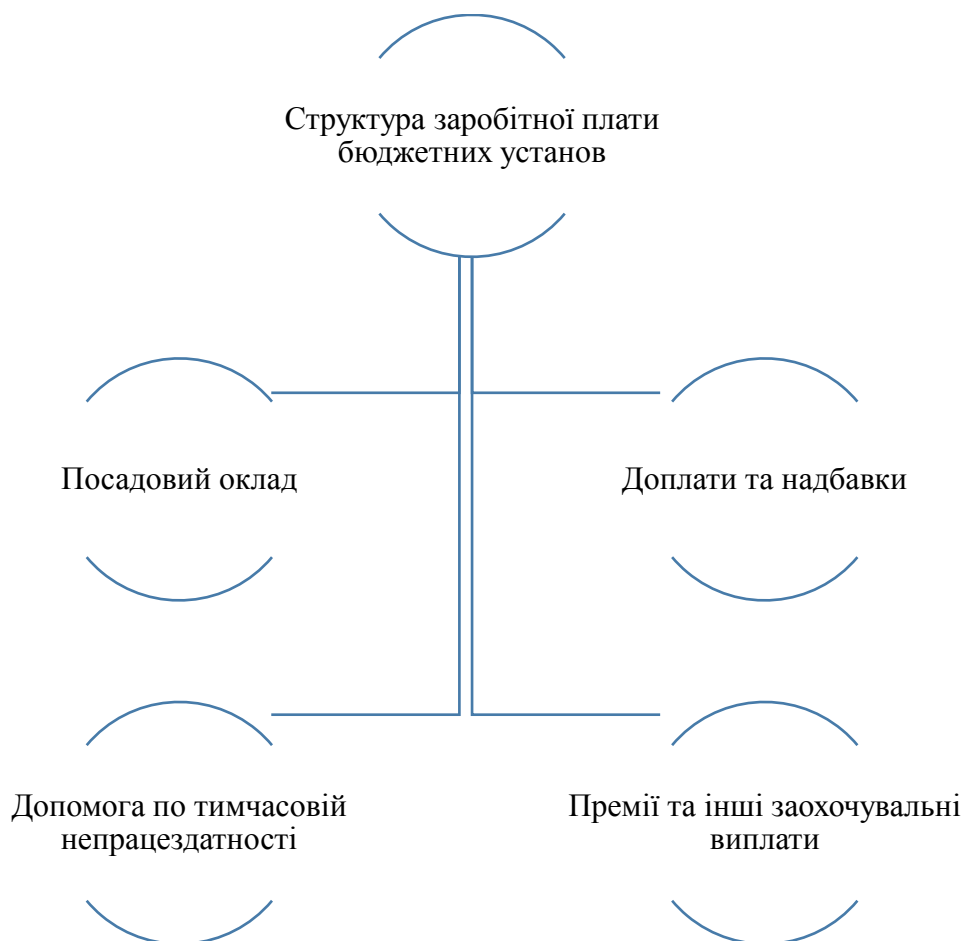 Структура заробітної плати
бюджетних установ
Посадовий оклад
Доплати та надбавки
Допомога по тимчасовій
непрацездатності
Премії та інші заохочувальні
виплати